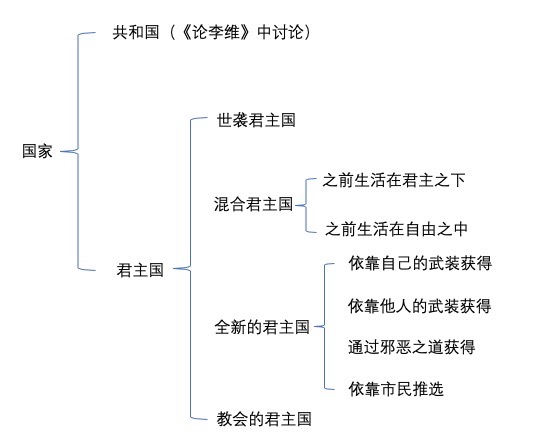 共和国（《论李维》中讨论）
世袭君主国
国家
之前生活在君主之下
混合君主国
之前生活在自由之中
依靠自己的武装获得
君主国
依靠他人的武装获得
全新的君主国
通过邪恶之道获得
依靠市民推选
教会的君主国